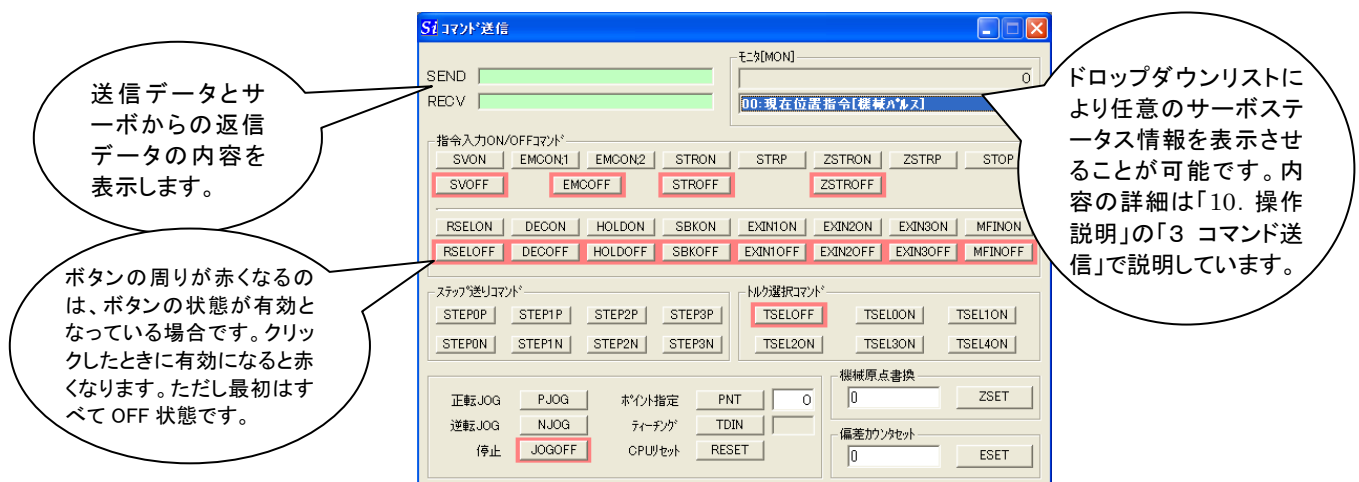 Si コマンド送信
送信データとサ
ーボからの返信
データの内容を
表示します。
SEND
RECV
モニタ[MON]
0
00:現在位置指令[機械パルス]
ドロップダウンリストに
より任意のサーボステ
ータス情報を表示させ
ることが可能です。内
容の詳細は「10. 操作
説明」の「3 コマンド送
信」で説明しています。
指令入力ON/OFFコマンド
SVON EMCON;1 EMCON;2 STRON STRP ZSTRON ZSTRP STOP
SVOFF EMCOFF STROFF ZSTROFF
RSELON DECON HOLDON SBKON EXIN1ON EXIN2ON EXIN3ON MFINON
RSELOFF DECOFF HOLDOFF SBKOFF EXIN1OFF EXIN2OFF EXIN3OFF MFINOFF
ボタンの周りが赤くなるの
は、ボタンの状態が有効と
なっている場合です。クリッ
クしたときに有効になると赤
くなります。ただし最初はす
べて OFF 状態です。
ステップ送りコマンド
STEP0P STEP1P STEP2P STEP3P
STEP0N STEP1N STEP2N STEP3N
トルク選択コマンド
TSELOFF TSEL0ON TSEL1ON
TSEL2ON TSEL3ON TSEL4ON
正転JOG PJOG ポイント指定 PNT 0
逆転JOG NJOG ティーチング TDIN
停止 JOGOFF CPUリセット RESET
機械原点書換
0 ZSET
偏差カウンタセット
0 ESET